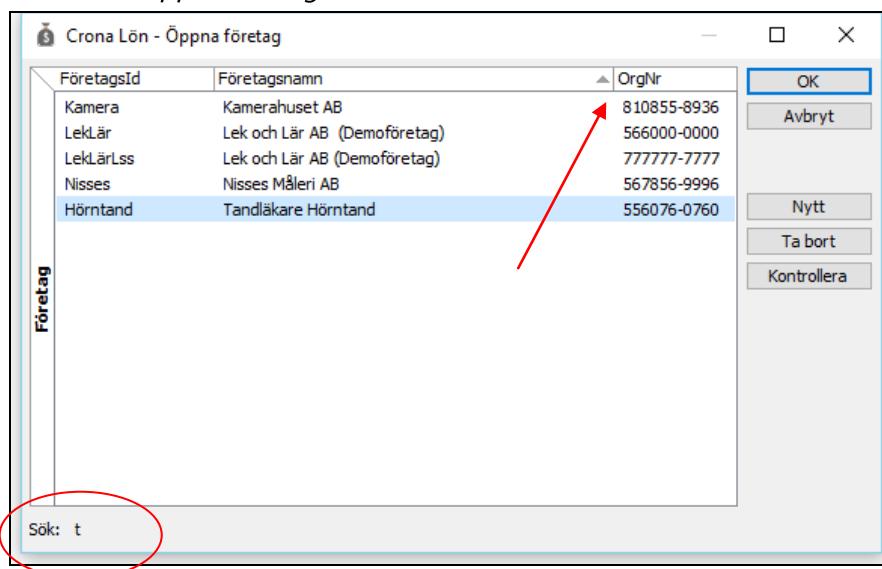 Crona Lön - Öppna företag
FöretagsId Företagsnamn OrgNr
Kamera Kamerahuset AB 810855-8936
LekLär Lek och Lär AB (Demoföretag) 566000-0000
LekLärLss Lek och Lär AB (Demoföretag) 777777-7777
Nisses Nisses Måleri AB 567856-9996
Hörntand Tandläkare Hörntand 556076-0760
Företag
OK
Avbryt
Nytt
Ta bort
Kontrollera
Sök: t